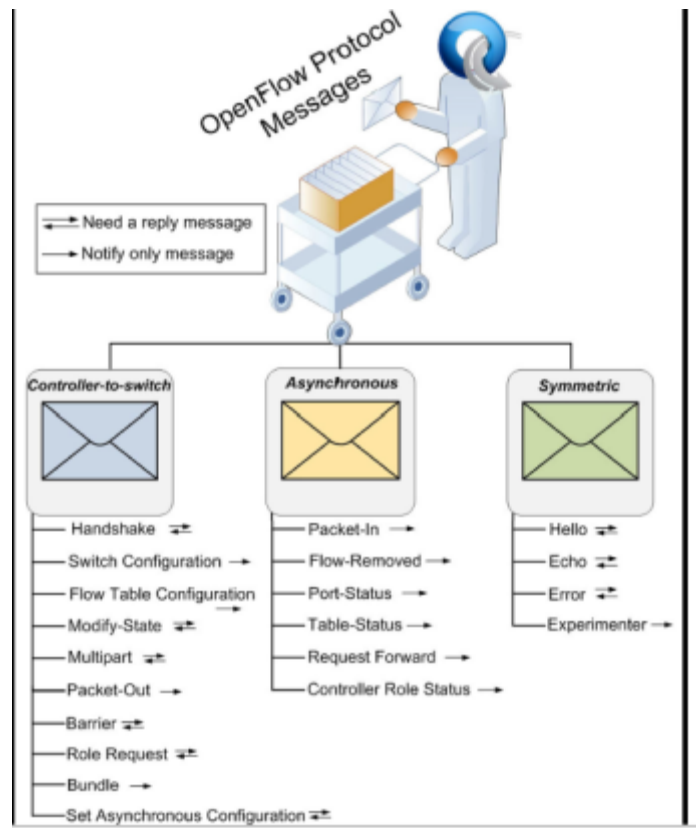 OpenFlow Protocol
Messages
Need a reply message
Notify only message
Controller-to-switch
Handshake
Switch Configuration
Flow Table Configuration
Modify-State
Multipart
Packet-Out
Barrier
Role Request
Bundle
Set Asynchronous Configuration
Asynchronous
Packet-In
Flow-Removed
Port-Status
Table-Status
Request Forward
Controller Role Status
Symmetric
Hello
Echo
Error
Experimenter